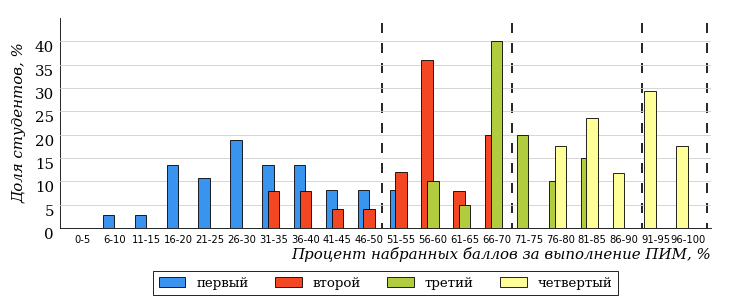 Доля студентов, %
40
35
30
25
20
15
10
5
0
0-5 6-10 11-15 16-20 21-25 26-30 31-35 36-40 41-45 46-50 51-55 56-60 61-65 66-70 71-75 76-80 81-85 86-90 91-95 96-100
Процент набранных баллов за выполнение ПИМ, %
первый второй третий четвертый